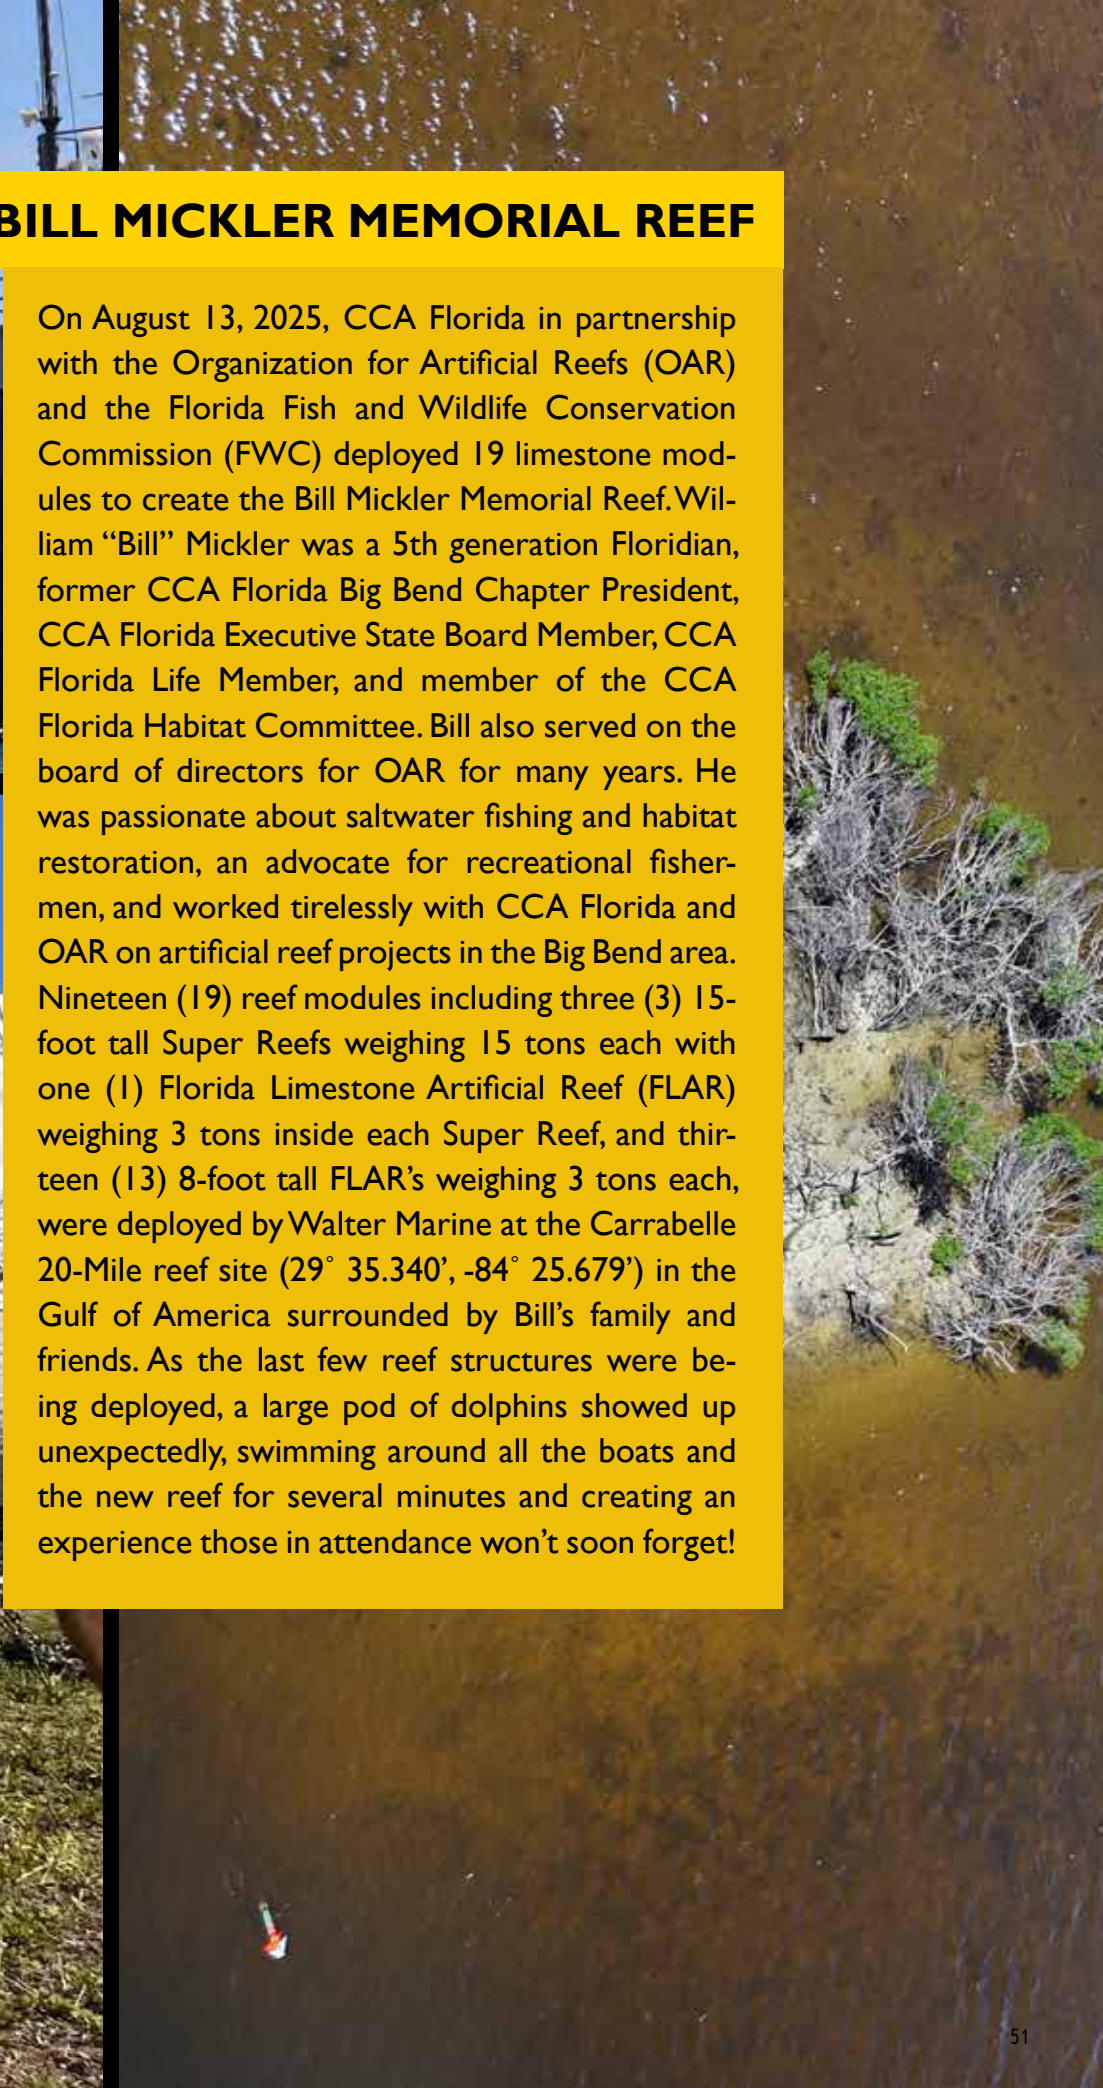 BILL MICKLER MEMORIAL REEF
On August 13, 2025, CCA Florida in partnership
with the Organization for Artificial Reefs (OAR)
and the Florida Fish and Wildlife Conservation
Commission (FWC) deployed 19 limestone mod-
ules to create the Bill Mickler Memorial Reef. Wil-
liam “Bill” Mickler was a 5th generation Floridian,
former CCA Florida Big Bend Chapter President,
CCA Florida Executive State Board Member, CCA
Florida Life Member, and member of the CCA
Florida Habitat Committee. Bill also served on the
board of directors for OAR for many years. He
was passionate about saltwater fishing and habitat
restoration, an advocate for recreational fisher-
men, and worked tirelessly with CCA Florida and
OAR on artificial reef projects in the Big Bend area.
Nineteen (19) reef modules including three (3) 15-
foot tall Super Reefs weighing 15 tons each with
one (1) Florida Limestone Artificial Reef (FLAR)
weighing 3 tons inside each Super Reef, and thir-
teen (13) 8-foot tall FLAR’s weighing 3 tons each,
were deployed by Walter Marine at the Carrabelle
20-Mile reef site (29° 35.340’, -84° 25.679’) in the
Gulf of America surrounded by Bill’s family and
friends. As the last few reef structures were be-
ing deployed, a large pod of dolphins showed up
unexpectedly, swimming around all the boats and
the new reef for several minutes and creating an
experience those in attendance won’t soon forget!
51